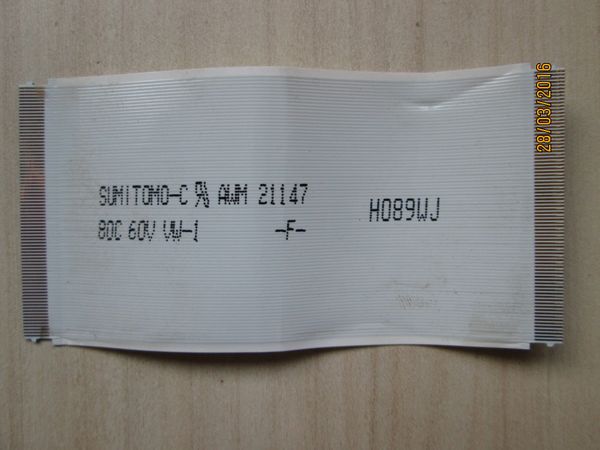 SUMITOMO-C AWM 21147
80C 60V VW-1 -F-
H089WJ
28/03/2016